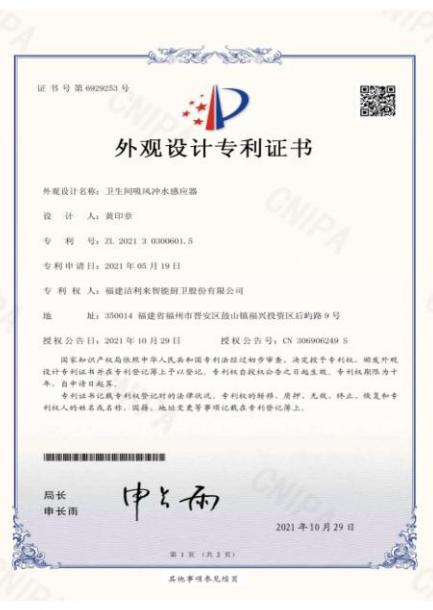 证书号第6929253号
外观设计专利证书
外观设计名称：卫生间吸风冲水感应器
设计人：黄印章
专利号：ZL 2021 3 0300601.5
专利申请日：2021年05月19日
专利权人：福建洁利来智能厨卫股份有限公司
地址：350014 福建省福州市晋安区鼓山镇福兴投资区后屿路9号
授权公告日：2021年10月29日 授权公告号：CN 306906249 S
国家知识产权局依照中华人民共和国专利法经过初步审查，决定授予专利权，颁发外观
设计专利证书并在专利登记簿上予以登记。专利权自授权公告之日起生效。专利权期限为十
年，自申请日起算。
专利证书记载专利权登记时的法律状况。专利权的转移、质押、无效、终止、恢复和专
利权人的姓名或名称、国籍、地址变更等事项记载在专利登记簿上。
局长
申长雨
申长雨
2021年10月29日
第1页（共2页）
其他事项参见续页
CNIPA
CNIPA
CNIPA
CNIPA